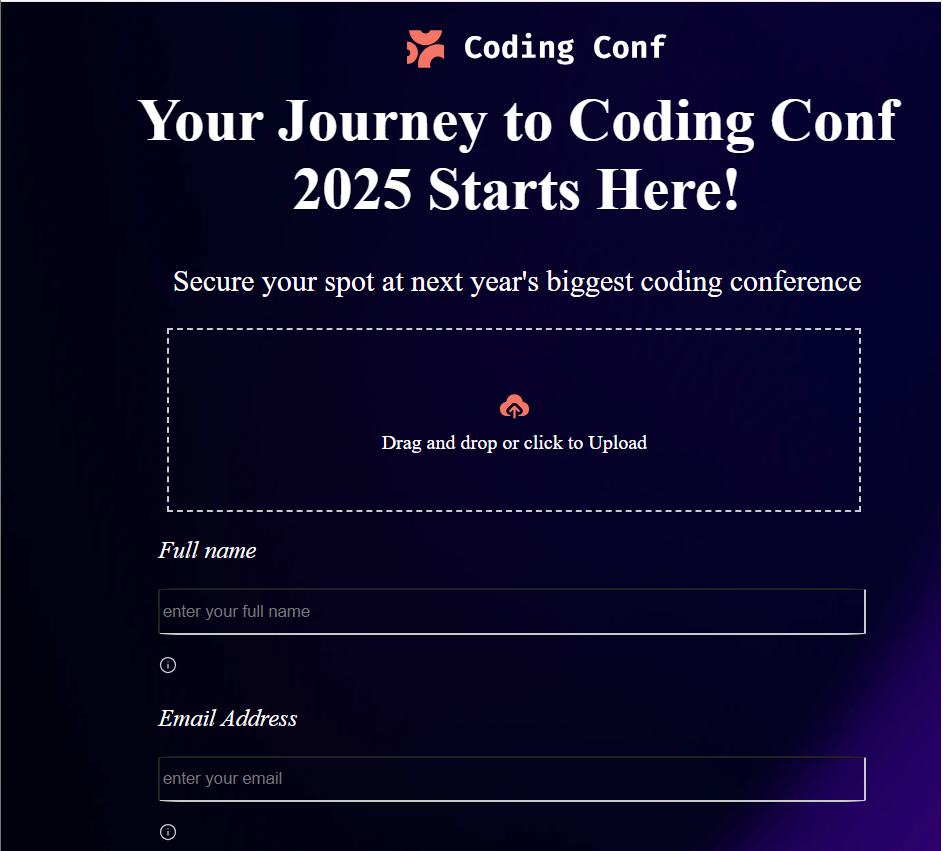 Coding Conf
Your Journey to Coding Conf
2025 Starts Here!
Secure your spot at next year's biggest coding conference
Drag and drop or click to Upload
Full name
enter your full name
Email Address
enter your email